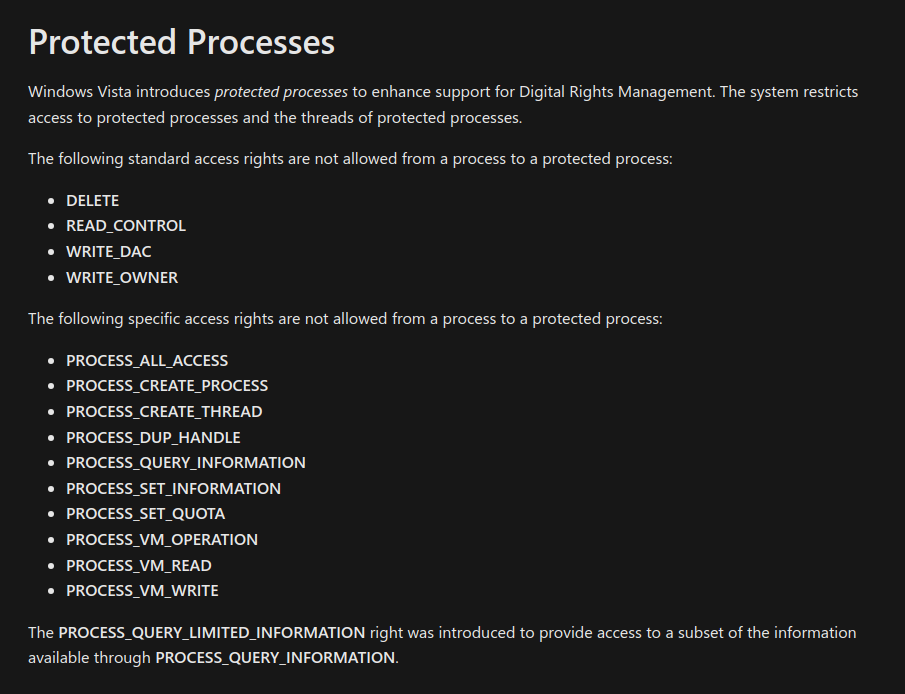 Protected Processes
Windows Vista introduces protected processes to enhance support for Digital Rights Management. The system restricts
access to protected processes and the threads of protected processes.
The following standard access rights are not allowed from a process to a protected process:
• DELETE
• READ_CONTROL
• WRITE_DAC
• WRITE_OWNER
The following specific access rights are not allowed from a process to a protected process:
• PROCESS_ALL_ACCESS
• PROCESS_CREATE_PROCESS
• PROCESS_CREATE_THREAD
• PROCESS_DUP_HANDLE
• PROCESS_QUERY_INFORMATION
• PROCESS_SET_INFORMATION
• PROCESS_SET_QUOTA
• PROCESS_VM_OPERATION
• PROCESS_VM_READ
• PROCESS_VM_WRITE
The PROCESS_QUERY_LIMITED_INFORMATION right was introduced to provide access to a subset of the information
available through PROCESS_QUERY_INFORMATION.